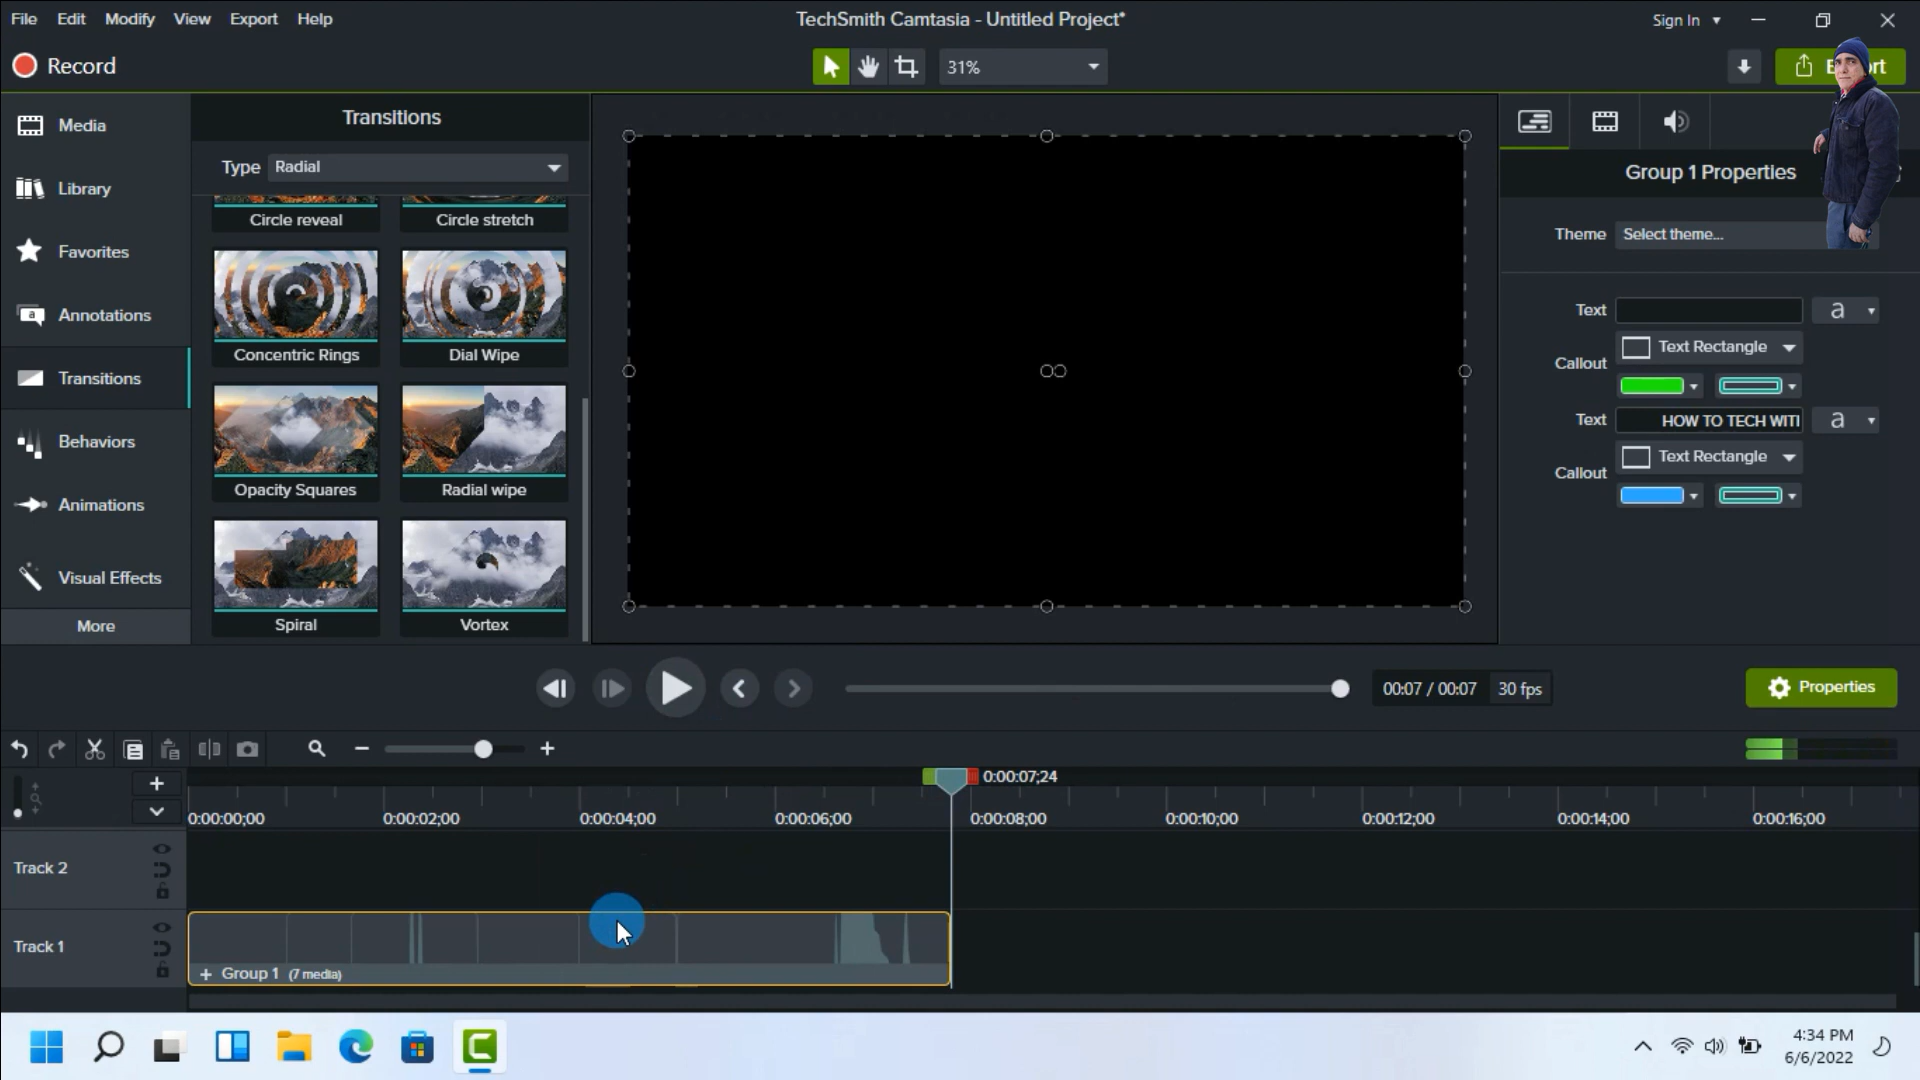 File Edit Modify View Export Help
TechSmith Camtasia - Untitled Project*
Sign In
Record
31%
Media
Library
Favorites
Annotations
Transitions
Behaviors
Animations
Visual Effects
More
Transitions
Type Radial
Circle reveal Circle stretch
Concentric Rings Dial Wipe
Opacity Squares Radial wipe
Spiral Vortex
Group 1 Properties
Theme Select theme...
Text a
Callout Text Rectangle
Text HOW TO TECH WIT a
Callout Text Rectangle
00:07 / 00:07 30 fps
Properties
0:00:07;24
0:00:00;00 0:00:02;00 0:00:04;00 0:00:06;00 0:00:08;00 0:00:10;00 0:00:12;00 0:00:14;00 0:00:16;00
Track 2
Track 1
+ Group 1 (7 media)
4:34 PM
6/6/2022